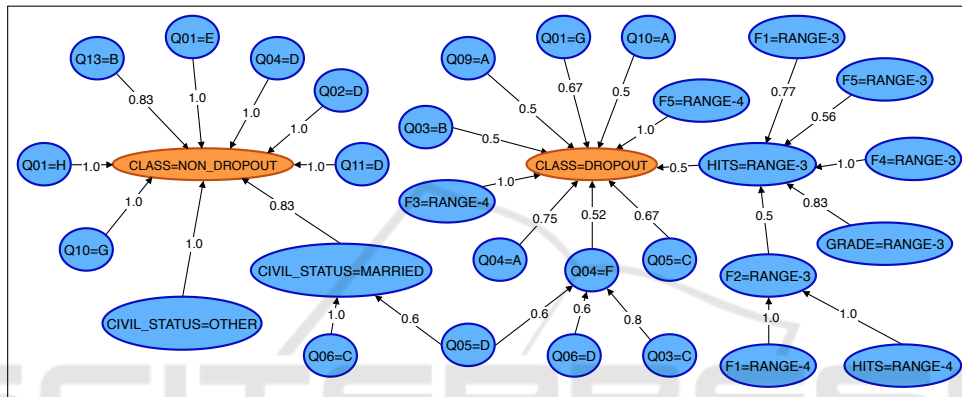 Q01=E
Q01=G
Q10=A
F1=RANGE-3
Q13=B
Q04=D
Q09=A
F5=RANGE-3
Q02=D
F5=RANGE-4
0.83
1.0
1.0
1.0
0.5
0.67
0.5
1.0
0.77
0.56
Q03=B
0.5
Q01=H
1.0
CLASS=NON_DROPOUT
1.0
Q11=D
CLASS=DROPOUT
0.5
HITS=RANGE-3
1.0
F4=RANGE-3
1.0
F3=RANGE-4
1.0
0.83
0.75
0.52
0.67
0.5
0.83
Q10=G
1.0
Q04=A
Q04=F
Q05=C
GRADE=RANGE-3
CIVIL_STATUS=MARRIED
F2=RANGE-3
CIVIL_STATUS=OTHER
1.0
0.6
0.6
0.6
0.8
1.0
1.0
Q06=C
Q05=D
Q06=D
Q03=C
F1=RANGE-4
HITS=RANGE-4